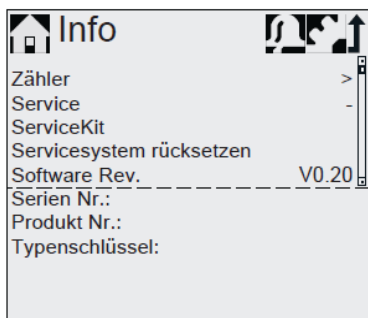 Info
Zähler >
Service -
ServiceKit
Servicesystem rücksetzen
Software Rev. V0.20
Serien Nr.:
Produkt Nr.:
Typenschlüssel: